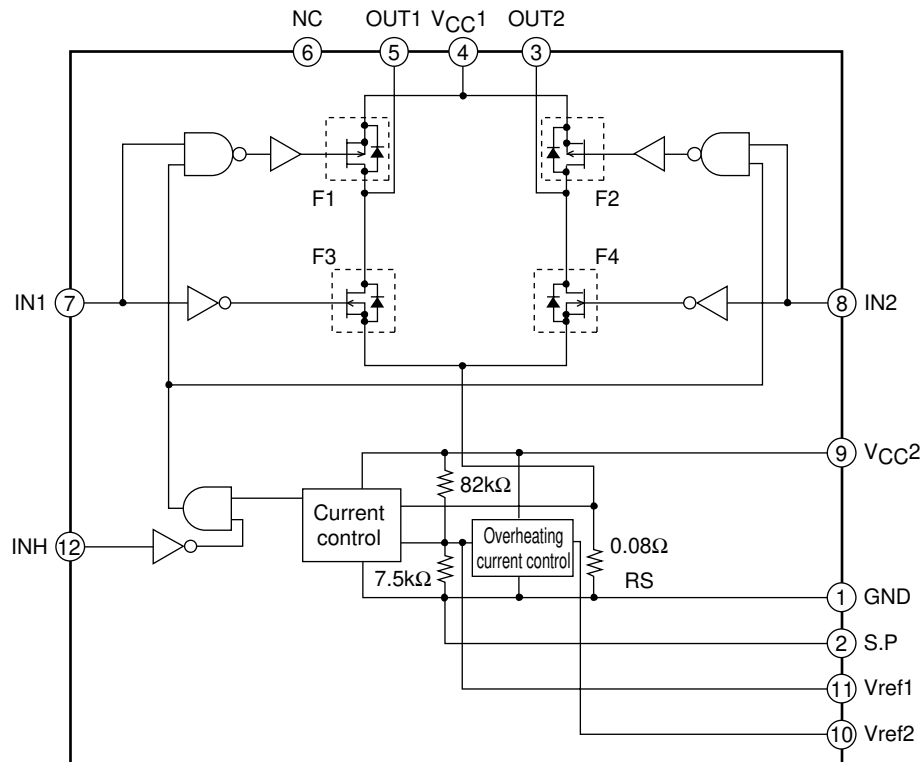 NC OUT1 VCC1 OUT2
6 5 4 3
F1 F2
F3 F4
IN1 7
8 IN2
9 VCC2
82kΩ
Current
control
Overheating
current control
INH 12
0.08Ω
7.5kΩ
RS
1 GND
2 S.P
11 Vref1
10 Vref2